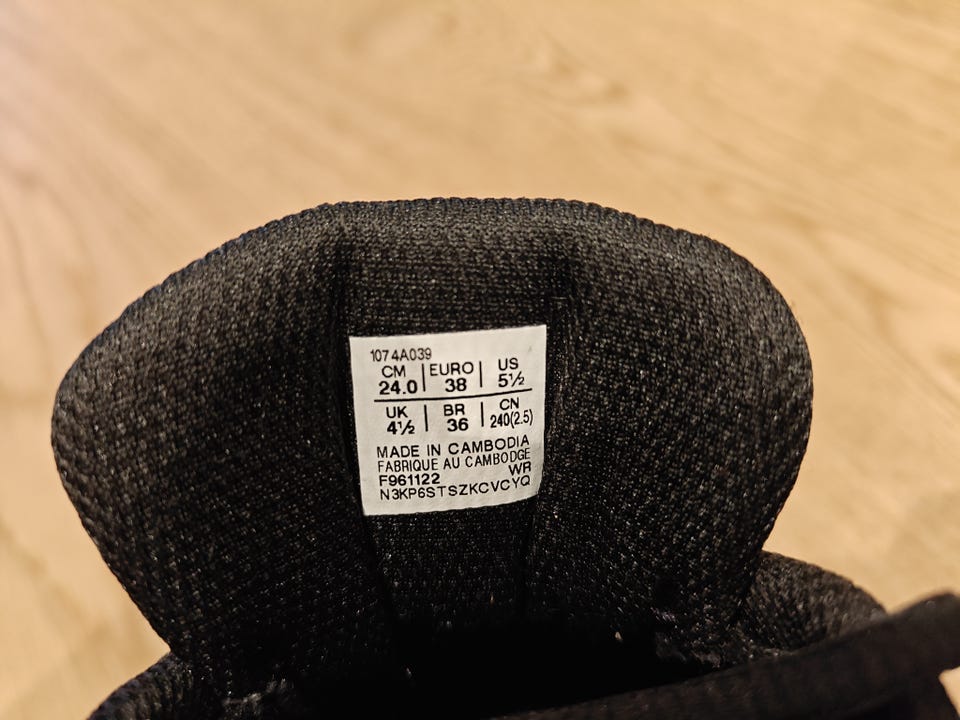 1074A039
CM | EURO | US
24.0 | 38 | 5½
UK | BR | CN
4½ | 36 | 240(2.5)
MADE IN CAMBODIA
FABRIQUE AU CAMBODGE
F961122 WR
N3KP6STSZKCVCYQ